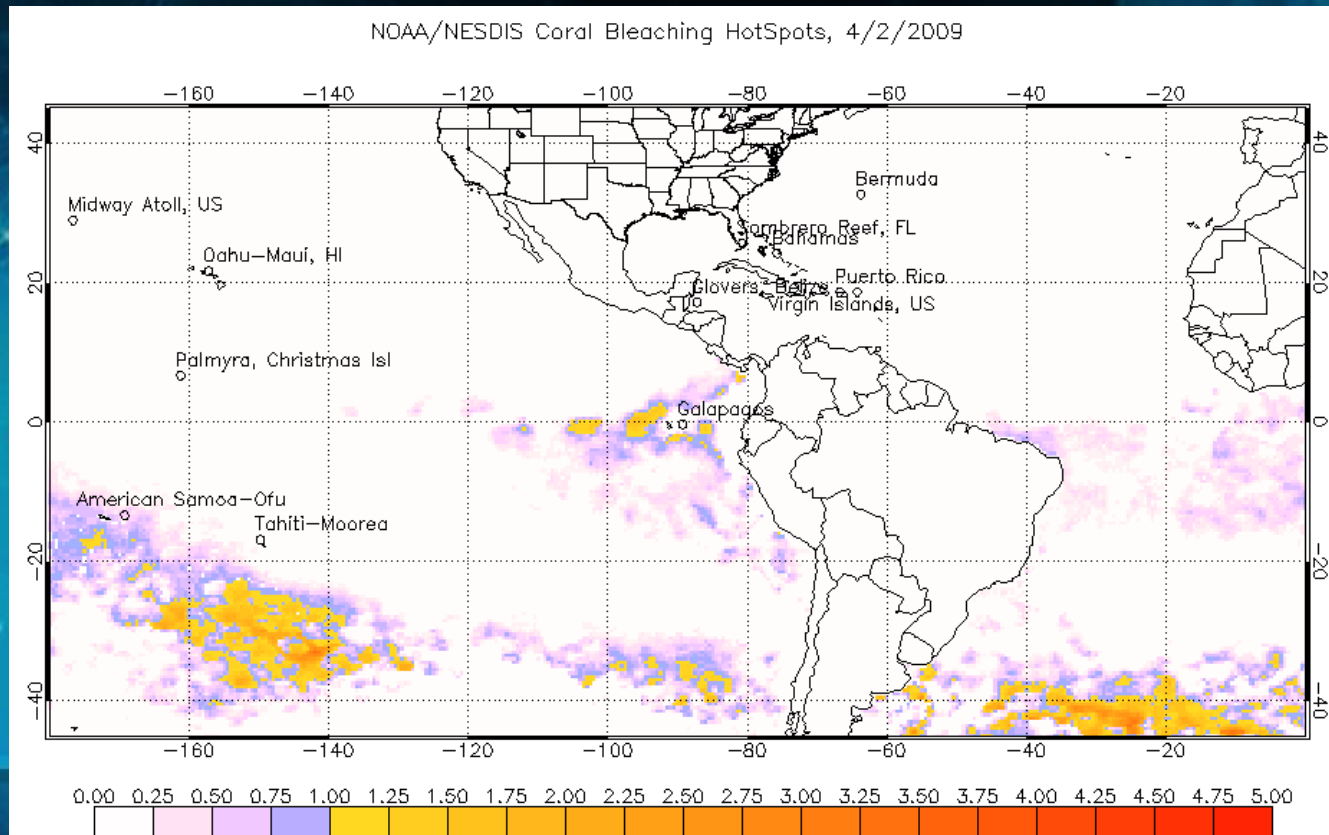 NOAA/NESDIS Coral Bleaching HotSpots, 4/2/2009
-160 -140 -120 -100 -80 -60 -40 -20
40 40
Bermuda
Midway Atoll, US
Sombrero Reef, FL
Bahamas
Oahu-Maui, HI
20 Glovers, Belize Puerto Rico 20
Virgin Islands, US
Palmyra, Christmas Isl
Galapagos
0 0
American Samoa-Ofu
Tahiti-Moorea
-20 -20
-40 -40
-160 -140 -120 -100 -80 -60 -40 -20
0.00 0.25 0.50 0.75 1.00 1.25 1.50 1.75 2.00 2.25 2.50 2.75 3.00 3.25 3.50 3.75 4.00 4.25 4.50 4.75 5.00